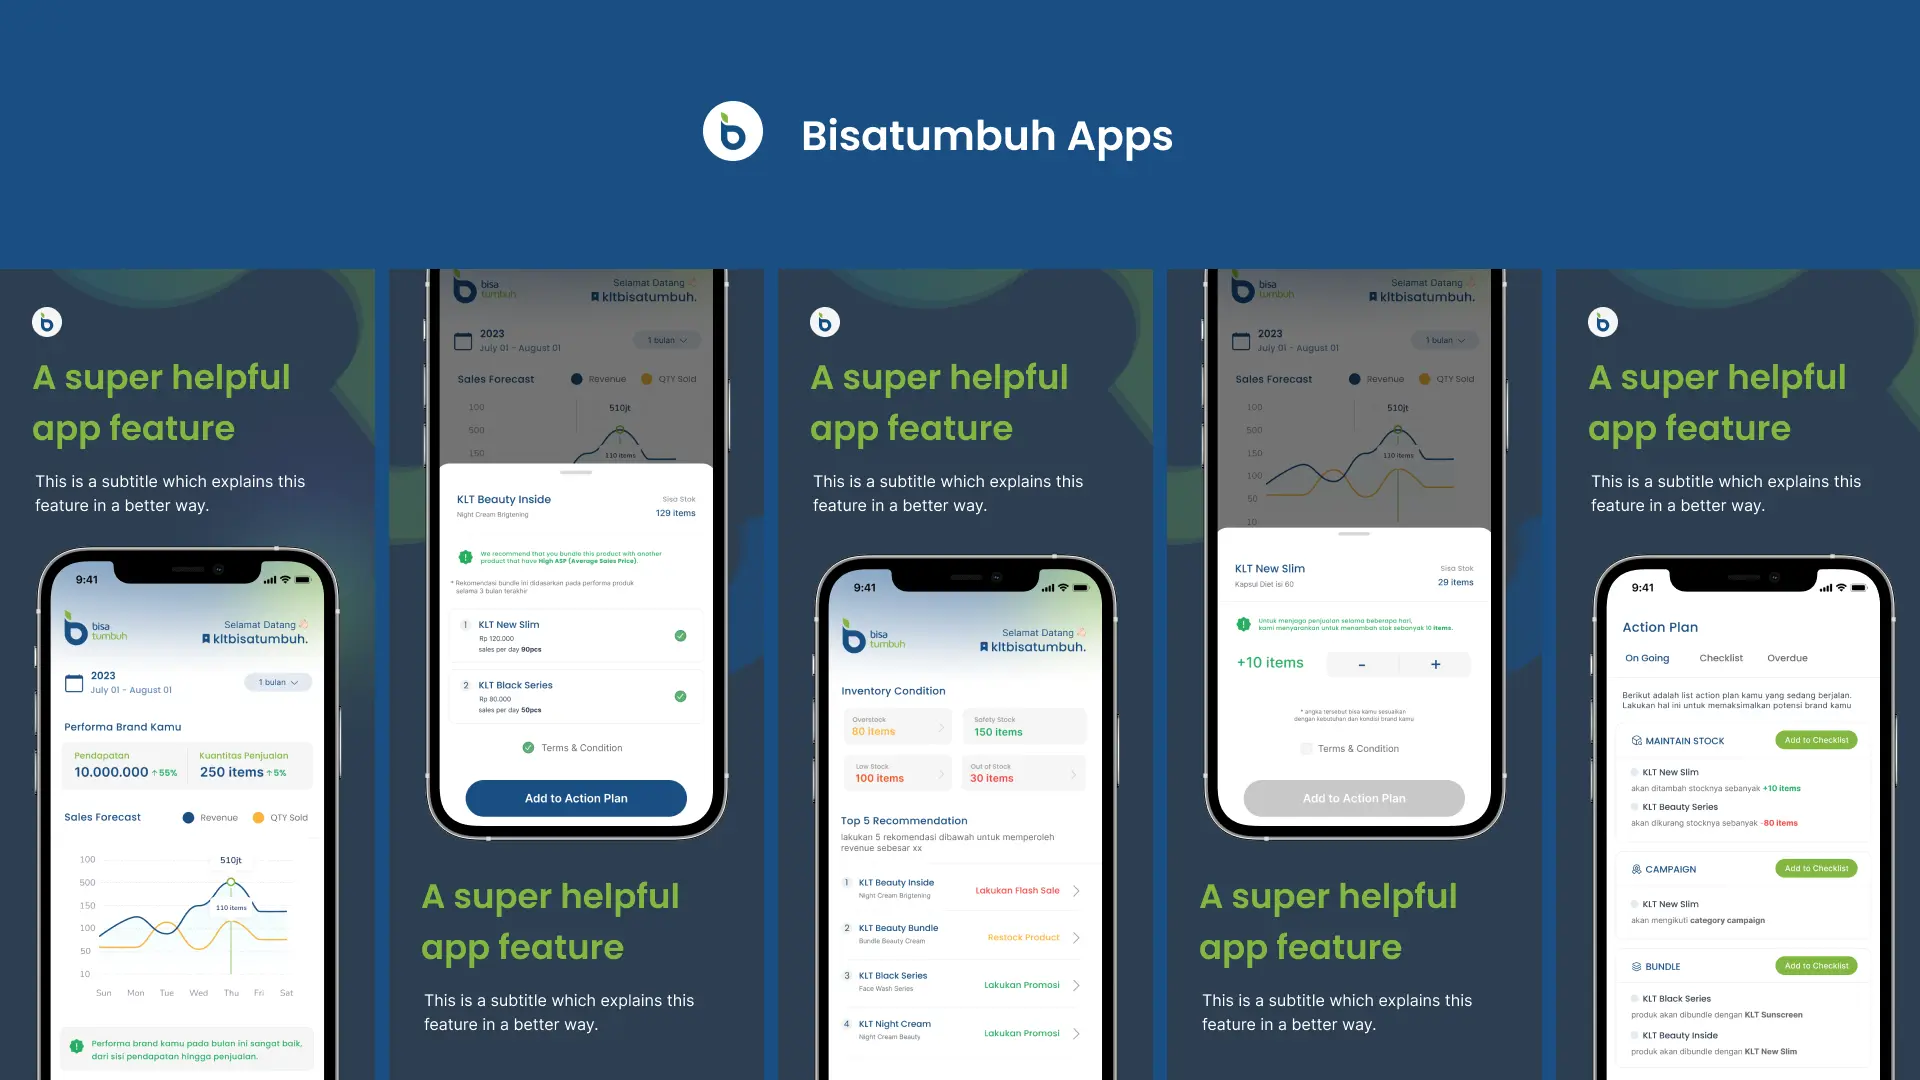 Bisatumbuh Apps
A super helpful
app feature
This is a subtitle which explains this
feature in a better way.
9:41
bisa
tumbuh
Selamat Datang
kltbisatumbuh.
2023
July 01 - August 01
1 bulan
Performa Brand Kamu
Pendapatan
10.000.000 ↑55%
Kuantitas Penjualan
250 items ↑5%
Sales Forecast
Revenue
QTY Sold
100
500
150
100
50
10
510jt
110 items
Sun Mon Tue Wed Thu Fri Sat
Performa brand kamu pada bulan ini sangat baik,
dari sisi pendapatan hingga penjualan.
bisa
tumbuh
Selamat Datang
kltbisatumbuh.
2023
July 01 - August 01
1 bulan
Sales Forecast
Revenue
QTY Sold
100
500
150
510jt
110 items
KLT Beauty Inside
Night Cream Brigtening
Sisa Stok
129 items
We recommend that you bundle this product with another
product that have High ASP (Average Sales Price).
* Rekomendasi bundle ini didasarkan pada performa produk
selama 3 bulan terakhir
1 KLT New Slim
Rp 120.000
sales per day 90pcs
2 KLT Black Series
Rp 80.000
sales per day 50pcs
Terms & Condition
Add to Action Plan
A super helpful
app feature
This is a subtitle which explains this
feature in a better way.
A super helpful
app feature
This is a subtitle which explains this
feature in a better way.
9:41
bisa
tumbuh
Selamat Datang
kltbisatumbuh.
Inventory Condition
Overstock
80 items
Safety Stock
150 items
Low Stock
100 items
Out of Stock
30 items
Top 5 Recommendation
lakukan 5 rekomendasi dibawah untuk memperoleh
revenue sebesar xx
1 KLT Beauty Inside
Night Cream Brigtening
Lakukan Flash Sale
2 KLT Beauty Bundle
Bundle Beauty Cream
Restock Product
3 KLT Black Series
Face Wash Series
Lakukan Promosi
4 KLT Night Cream
Night Cream Beauty
Lakukan Promosi
bisa
tumbuh
Selamat Datang
kltbisatumbuh.
2023
July 01 - August 01
1 bulan
Sales Forecast
Revenue
QTY Sold
100
500
150
100
50
10
510jt
110 items
KLT New Slim
Kapsul Diet isi 60
Sisa Stok
29 items
Untuk menjaga penjualan selama beberapa hari,
kami menyarankan untuk menambah stok sebanyak 10 items.
+10 items
-
+
* angka tersebut bisa kamu sesuaikan
dengan kebutuhan dan kondisi brand kamu
Terms & Condition
Add to Action Plan
A super helpful
app feature
This is a subtitle which explains this
feature in a better way.
A super helpful
app feature
This is a subtitle which explains this
feature in a better way.
9:41
Action Plan
On Going
Checklist
Overdue
Berikut adalah list action plan kamu yang sedang berjalan.
Lakukan hal ini untuk memaksimalkan potensi brand kamu
MAINTAIN STOCK
Add to Checklist
KLT New Slim
akan ditambah stocknya sebanyak +10 items
KLT Beauty Series
akan dikurang stocknya sebanyak -80 items
CAMPAIGN
Add to Checklist
KLT New Slim
akan mengikuti category campaign
BUNDLE
Add to Checklist
KLT Black Series
produk akan dibundle dengan KLT Sunscreen
KLT Beauty Inside
produk akan dibundle dengan KLT New Slim